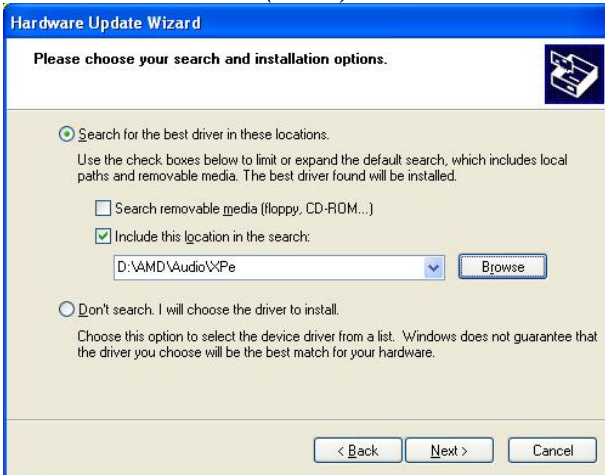 Hardware Update Wizard
Please choose your search and installation options.
Search for the best driver in these locations.
Use the check boxes below to limit or expand the default search, which includes local
paths and removable media. The best driver found will be installed.
Search removable media (floppy, CD-ROM...)
Include this location in the search:
D:\AMD\Audio\XPe
Browse
Don't search. I will choose the driver to install.
Choose this option to select the device driver from a list. Windows does not guarantee that
the driver you choose will be the best match for your hardware.
< Back Next > Cancel